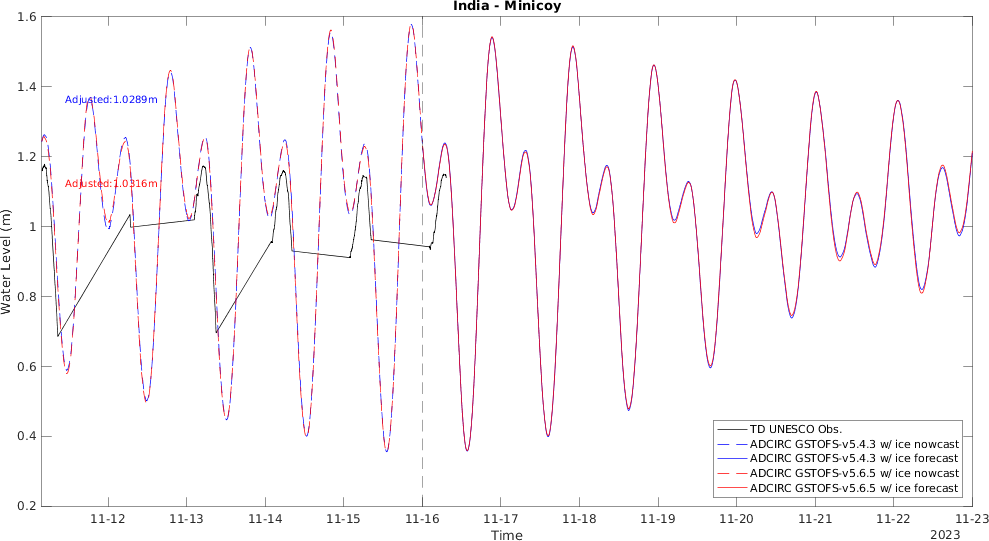 India - Minicoy
1.6
1.4
1.2
1
0.8
0.6
0.4
0.2
Water Level (m)
Adjusted:1.0289m
Adjusted:1.0316m
TD UNESCO Obs.
ADCIRC GSTOFS-v5.4.3 w/ ice nowcast
ADCIRC GSTOFS-v5.4.3 w/ ice forecast
ADCIRC GSTOFS-v5.6.5 w/ ice nowcast
ADCIRC GSTOFS-v5.6.5 w/ ice forecast
11-12 11-13 11-14 11-15 11-16 11-17 11-18 11-19 11-20 11-21 11-22 11-23
Time
2023